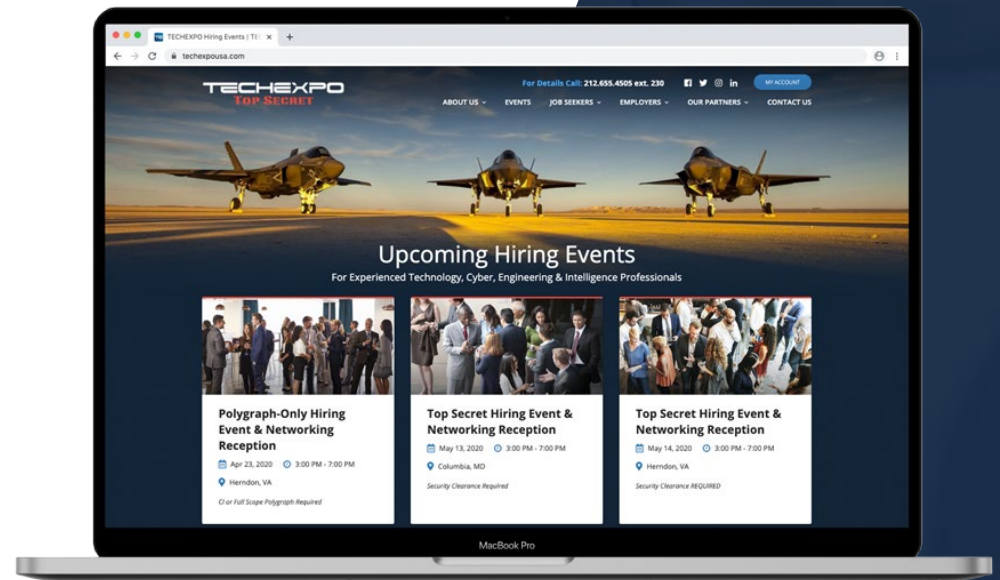 TECHEXPO Hiring Events | TEC
techexpousa.com
TECHEXPO
TOP SECRET
For Details Call: 212.655.4505 ext. 230
MY ACCOUNT
ABOUT US EVENTS JOB SEEKERS EMPLOYERS OUR PARTNERS CONTACT US
Upcoming Hiring Events
For Experienced Technology, Cyber, Engineering & Intelligence Professionals
Polygraph-Only Hiring
Event & Networking
Reception
Apr 23, 2020 3:00 PM - 7:00 PM
Herndon, VA
CI or Full Scope Polygraph Required
Top Secret Hiring Event &
Networking Reception
May 13, 2020 3:00 PM - 7:00 PM
Columbia, MD
Security Clearance Required
Top Secret Hiring Event &
Networking Reception
May 14, 2020 3:00 PM - 7:00 PM
Herndon, VA
Security Clearance REQUIRED
MacBook Pro